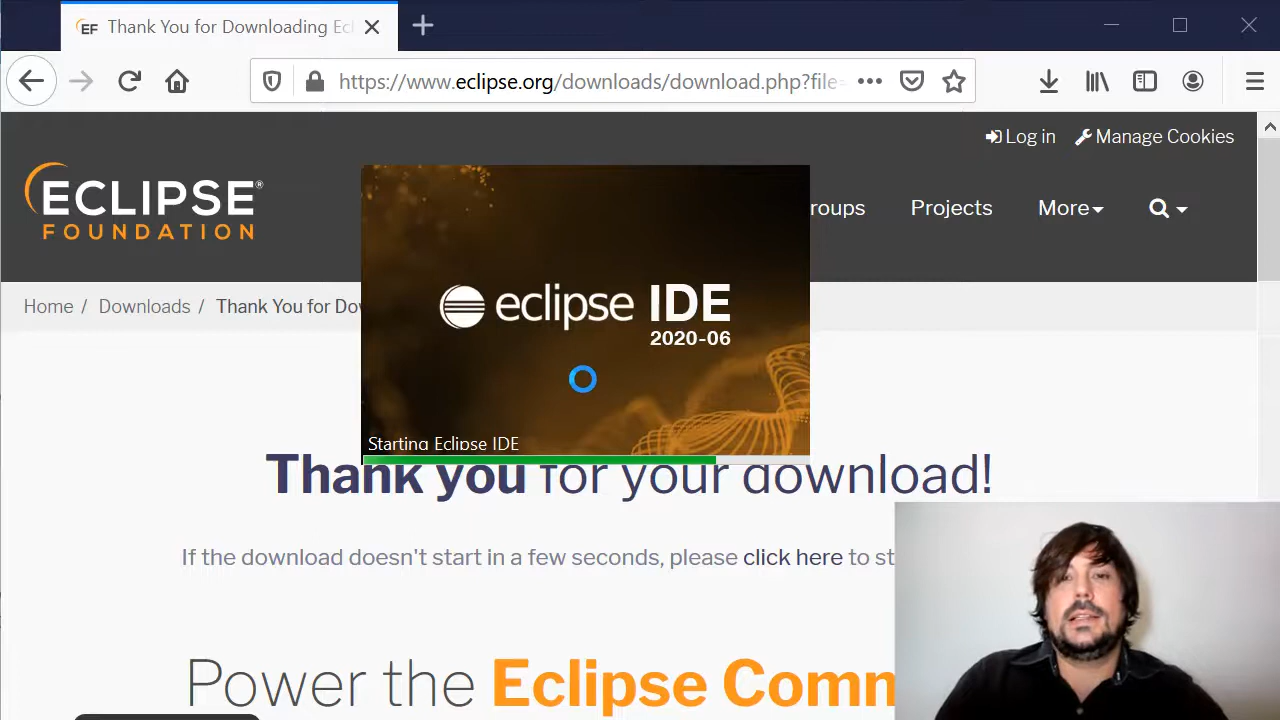 EF Thank You for Downloading Ec
https://www.eclipse.org/downloads/download.php?file=
Log in Manage Cookies
ECLIPSE®
FOUNDATION
roups Projects More
Home / Downloads / Thank You for Do
eclipse IDE
2020-06
Starting Eclipse IDE
Thank you for your download!
If the download doesn't start in a few seconds, please click here to st
Power the Eclipse Comm